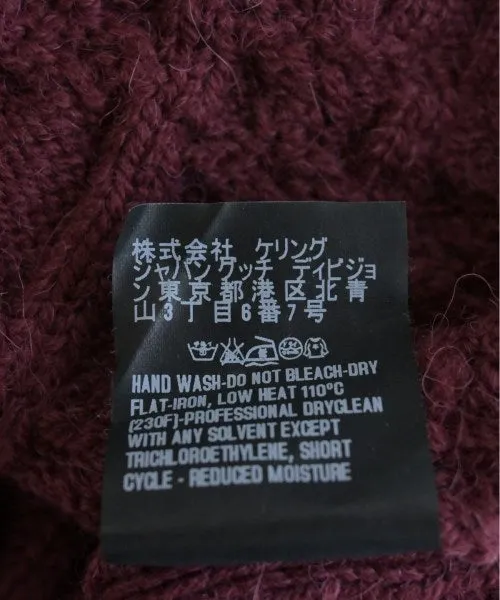 株式会社 ケリング
ジャパン グッチ ディビジョ
ン東京都港区北青
山3丁目6番7号
HAND WASH-DO NOT BLEACH-DRY
FLAT-IRON, LOW HEAT 110°C
(230F)-PROFESSIONAL DRYCLEAN
WITH ANY SOLVENT EXCEPT
TRICHLOROETHYLENE, SHORT
CYCLE - REDUCED MOISTURE